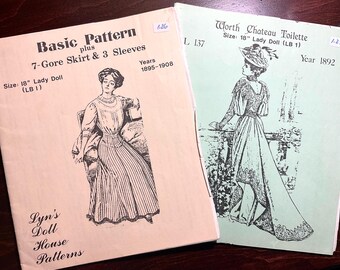 Basic Pattern
plus
7-Gore Skirt & 3 Sleeves
Size: 18" Lady Doll
(LB 1)
Years
1895-1908
Lyn's
Doll
House
Patterns
Worth Chateau Toilette
Size: 18" Lady Doll (LB 1)
L 137
Year 1892